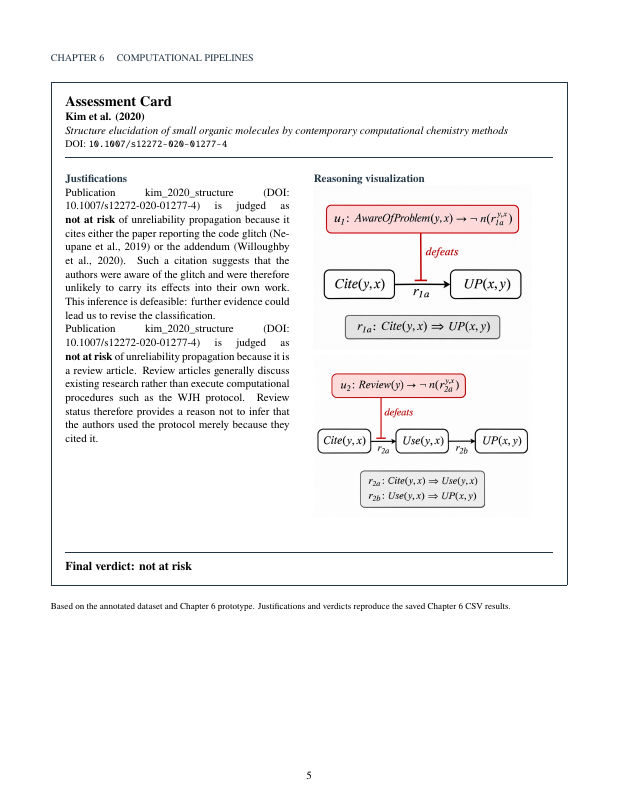 CHAPTER 6 COMPUTATIONAL PIPELINES
Assessment Card
Kim et al. (2020)
Structure elucidation of small organic molecules by contemporary computational chemistry methods
DOI: 10.1007/s12272-020-01277-4
Justifications
Publication kim_2020_structure (DOI:
10.1007/s12272-020-01277-4) is judged as
not at risk of unreliability propagation because it
cites either the paper reporting the code glitch (Ne-
upane et al., 2019) or the addendum (Willoughby
et al., 2020). Such a citation suggests that the
authors were aware of the glitch and were therefore
unlikely to carry its effects into their own work.
This inference is defeasible: further evidence could
lead us to revise the classification.
Publication kim_2020_structure (DOI:
10.1007/s12272-020-01277-4) is judged as
not at risk of unreliability propagation because it is
a review article. Review articles generally discuss
existing research rather than execute computational
procedures such as the WJH protocol. Review
status therefore provides a reason not to infer that
the authors used the protocol merely because they
cited it.
Reasoning visualization
u1: AwareOfProblem(y,x) → ¬ n(r1a^y,x)
defeats
Cite(y,x) r1a UP(x,y)
r1a: Cite(y,x) ⇒ UP(x,y)
u2: Review(y) → ¬ n(r2a^y,x)
defeats
Cite(y,x) r2a Use(y,x) r2b UP(x,y)
r2a: Cite(y,x) ⇒ Use(y,x)
r2b: Use(y,x) ⇒ UP(x,y)
Final verdict: not at risk
Based on the annotated dataset and Chapter 6 prototype. Justifications and verdicts reproduce the saved Chapter 6 CSV results.
5